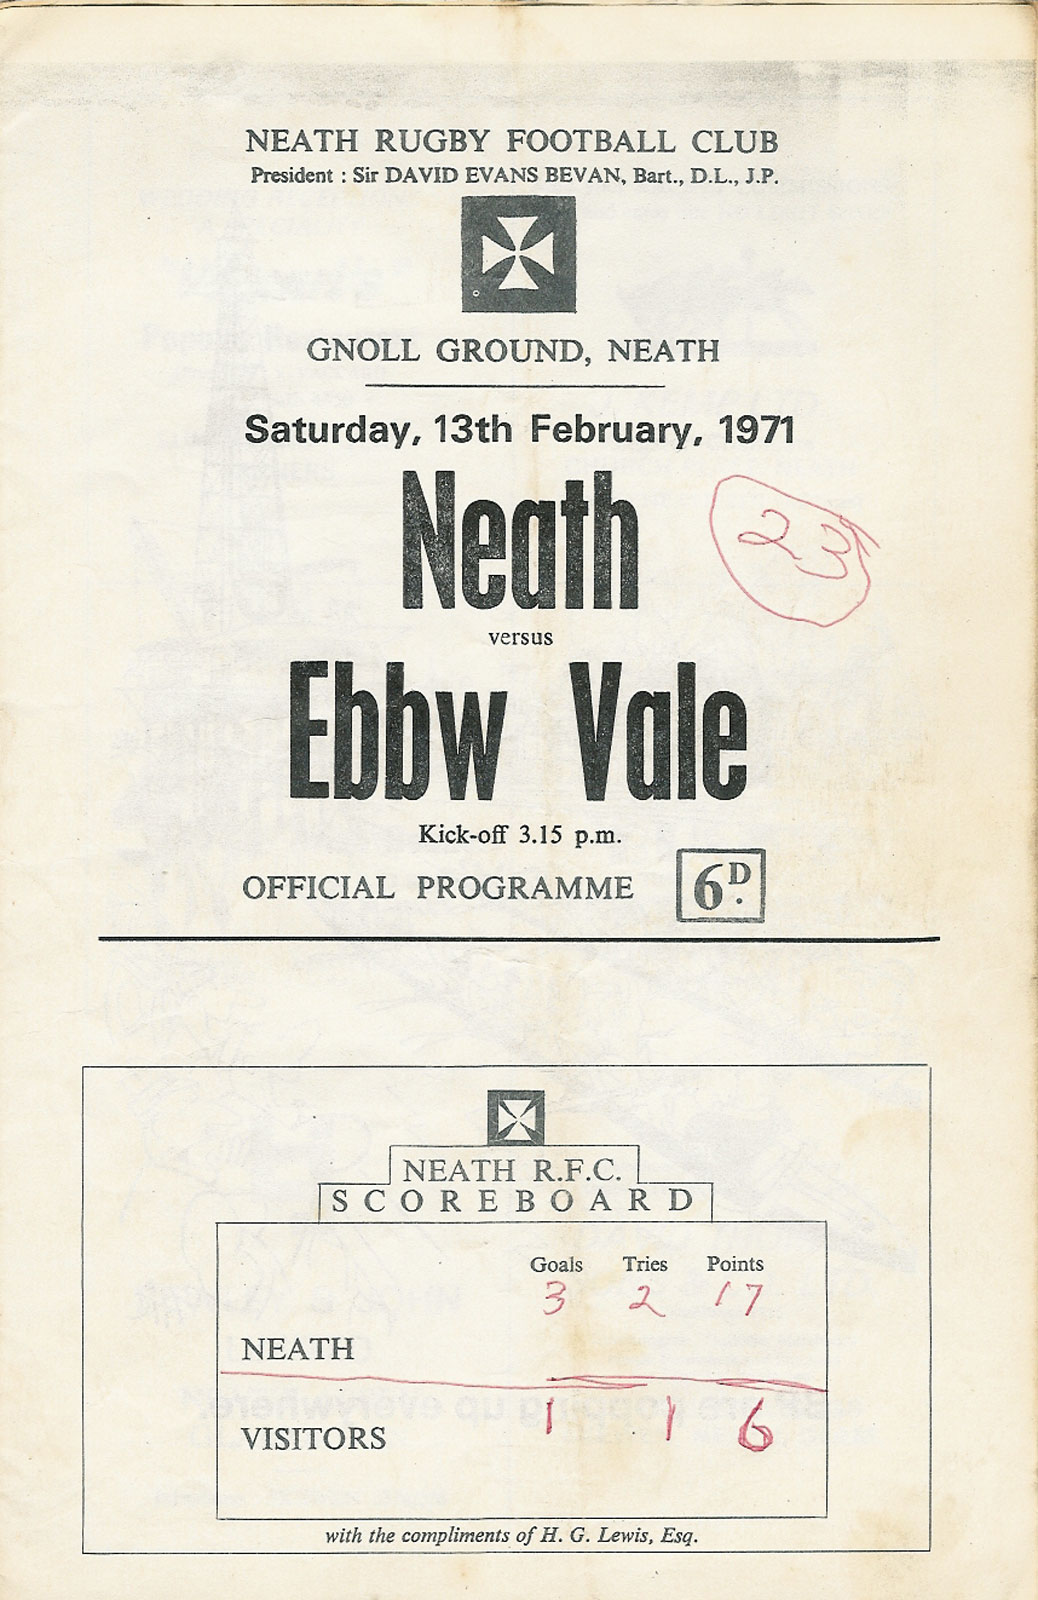 NEATH RUGBY FOOTBALL CLUB
President : Sir DAVID EVANS BEVAN, Bart., D.L., J.P.
GNOLL GROUND, NEATH
Saturday, 13th February, 1971
Neath
23
versus
Ebbw Vale
Kick-off 3.15 p.m.
OFFICIAL PROGRAMME 6D.
NEATH R.F.C.
SCOREBOARD
Goals Tries Points
3 2 17
NEATH
VISITORS 1 1 6
with the compliments of H. G. Lewis, Esq.